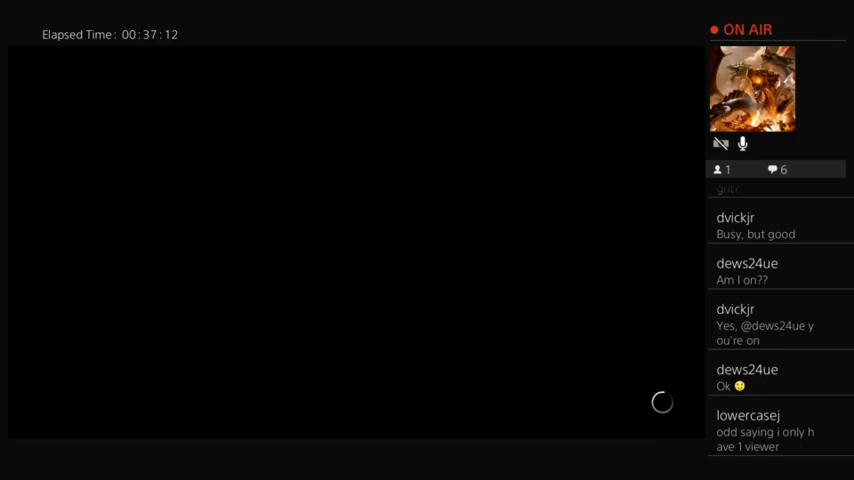 Elapsed Time: 00:37:12
ON AIR
1 6
dvickjr
Busy, but good
dews24ue
Am I on??
dvickjr
Yes, @dews24ue y
ou're on
dews24ue
Ok 🙂
lowercasej
odd saying i only h
ave 1 viewer